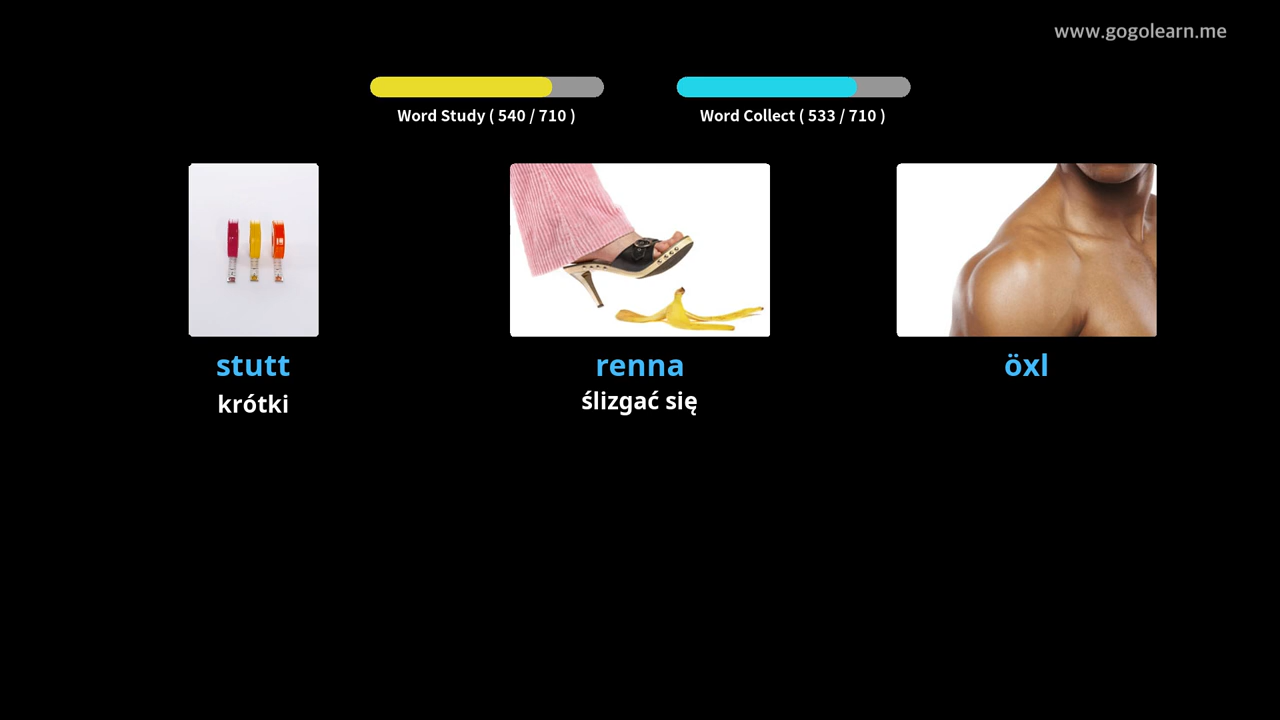 www.gogolearn.me
Word Study ( 540 / 710 )
Word Collect ( 533 / 710 )
stutt
krótki
renna
ślizgać się
öxl